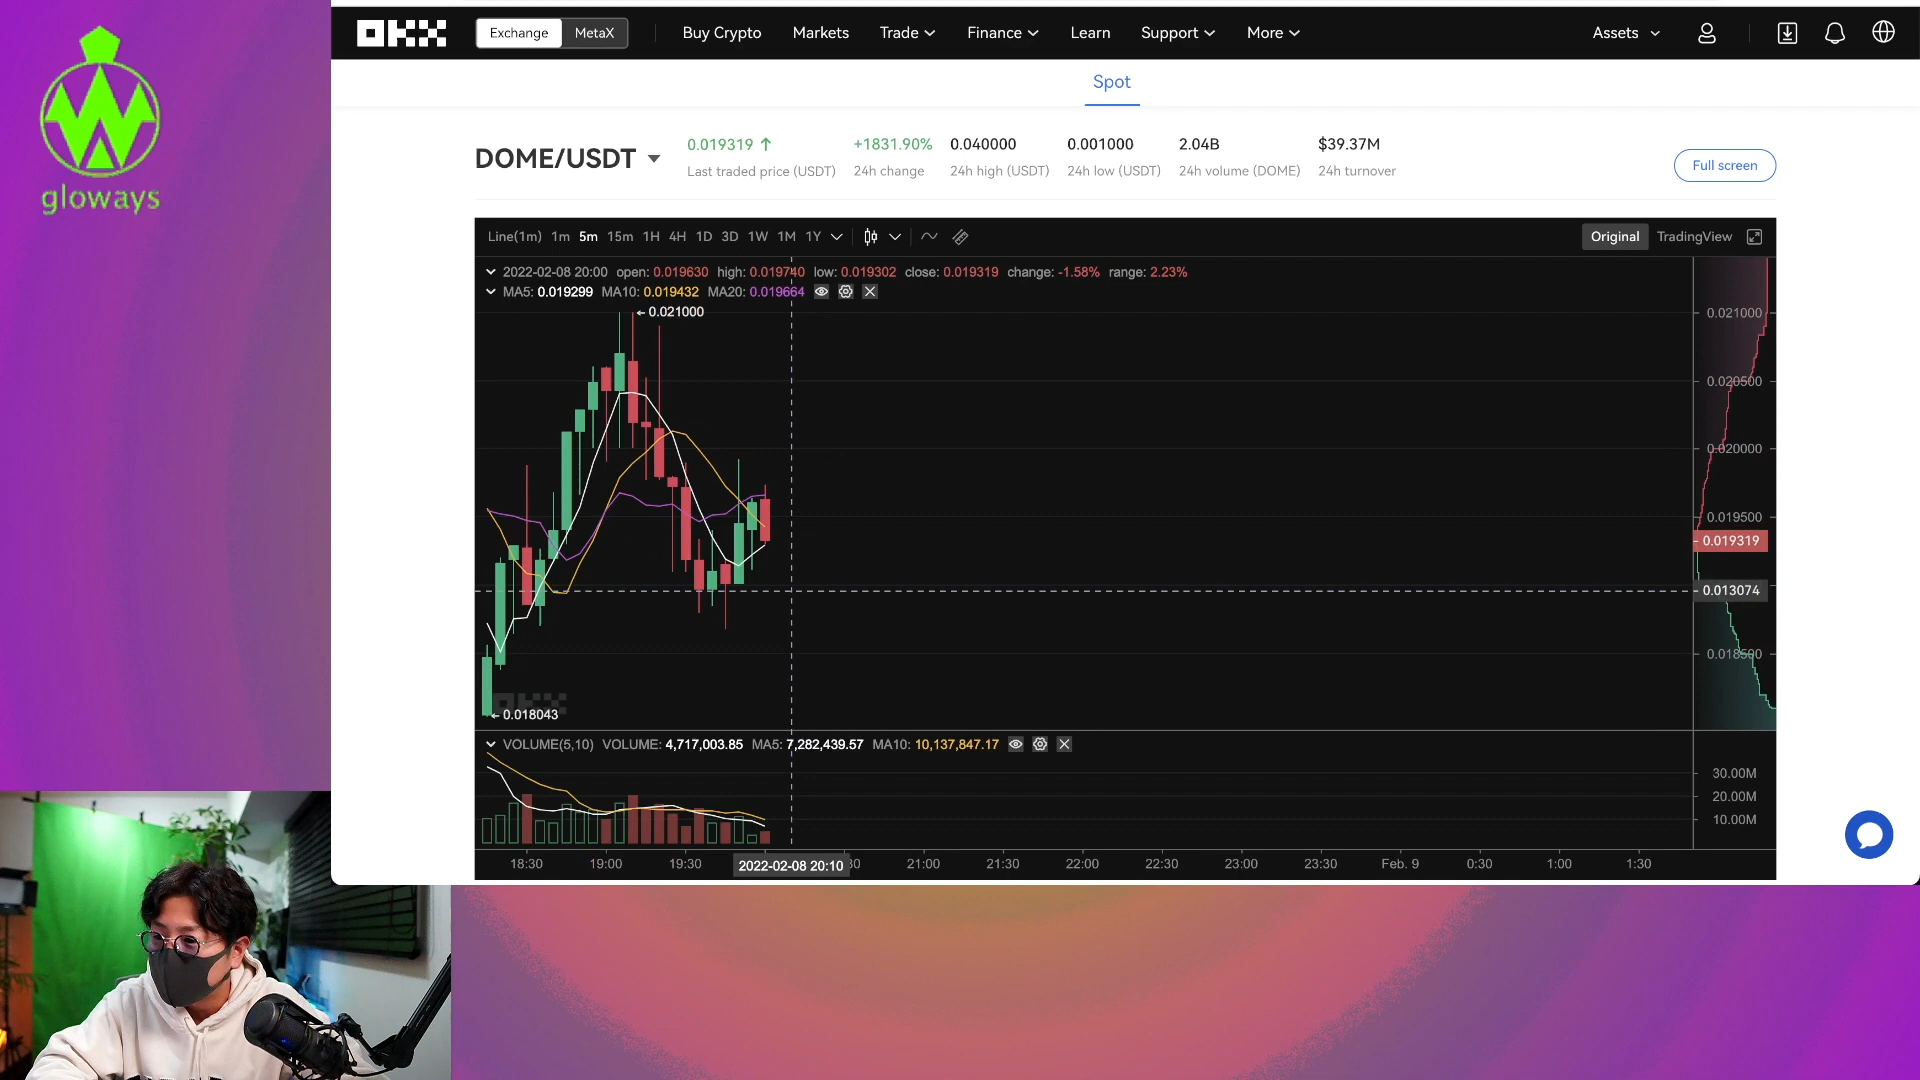 gloways
OKX Exchange MetaX Buy Crypto Markets Trade Finance Learn Support More Assets
Spot
DOME/USDT
0.019319 ↑ +1831.90% 0.040000 0.001000 2.04B $39.37M
Last traded price (USDT) 24h change 24h high (USDT) 24h low (USDT) 24h volume (DOME) 24h turnover
Full screen
Line(1m) 1m 5m 15m 1H 4H 1D 3D 1W 1M 1Y Original TradingView
2022-02-08 20:00 open: 0.019630 high: 0.019740 low: 0.019302 close: 0.019319 change: -1.58% range: 2.23%
MA5: 0.019299 MA10: 0.019432 MA20: 0.019664
←0.021000
0.021000
0.020500
0.020000
0.019500
0.019319
0.013074
0.018500
OKX
←0.018043
VOLUME(5,10) VOLUME: 4,717,003.85 MA5: 7,282,439.57 MA10: 10,137,847.17
30.00M
20.00M
10.00M
18:30 19:00 19:30 2022-02-08 20:10 21:00 21:30 22:00 22:30 23:00 23:30 Feb. 9 0:30 1:00 1:30